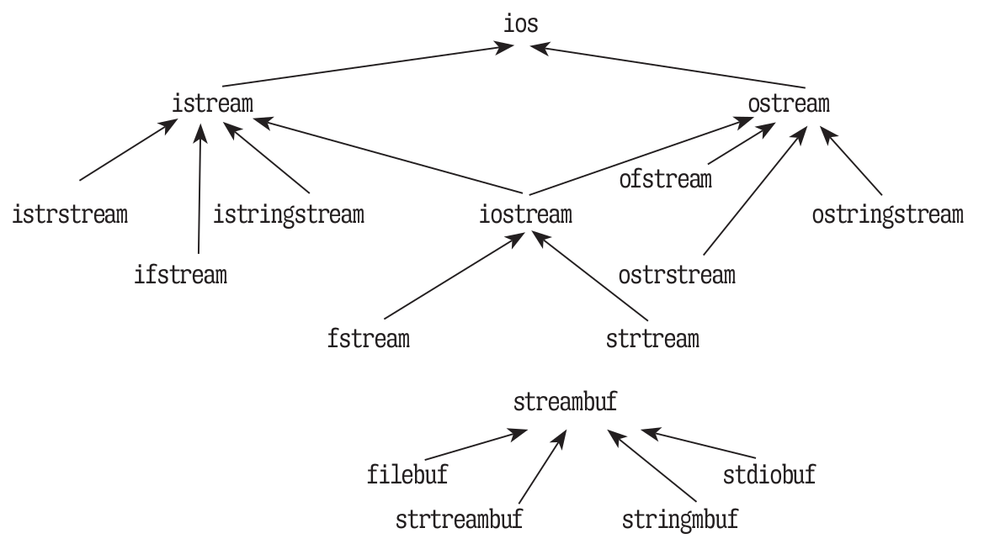 ios
istream ostream
ofstream
istrstream istringstream iostream ostringstream
ifstream ostrstream
fstream strtream
streambuf
filebuf stdiobuf
strtreambuf stringmbuf